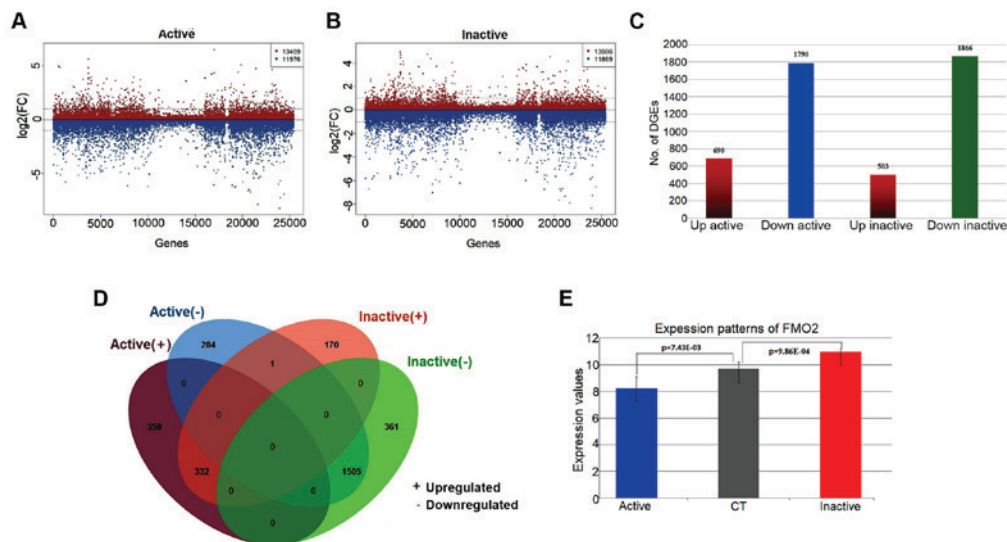 A
Active
13459
11976
log2(FC)
5
0
-5
0 5000 10000 15000 20000 25000
Genes
B
Inactive
13566
11869
log2(FC)
4
2
0
-2
-4
-6
-8
0 5000 10000 15000 20000 25000
Genes
C
No. of DGEs
2000
1800
1600
1400
1200
1000
800
600
400
200
0
690
1790
503
1866
Up active Down active Up inactive Down inactive
D
Active(-)
Inactive(+)
Active(+)
Inactive(-)
284
170
1
0
0
0
0
358
0
361
332
1505
0
0
0
+ Upregulated
- Downregulated
E
Expession patterns of FMO2
Expression values
12
10
8
6
4
2
0
p=7.43E-03
p=9.86E-04
Active CT Inactive